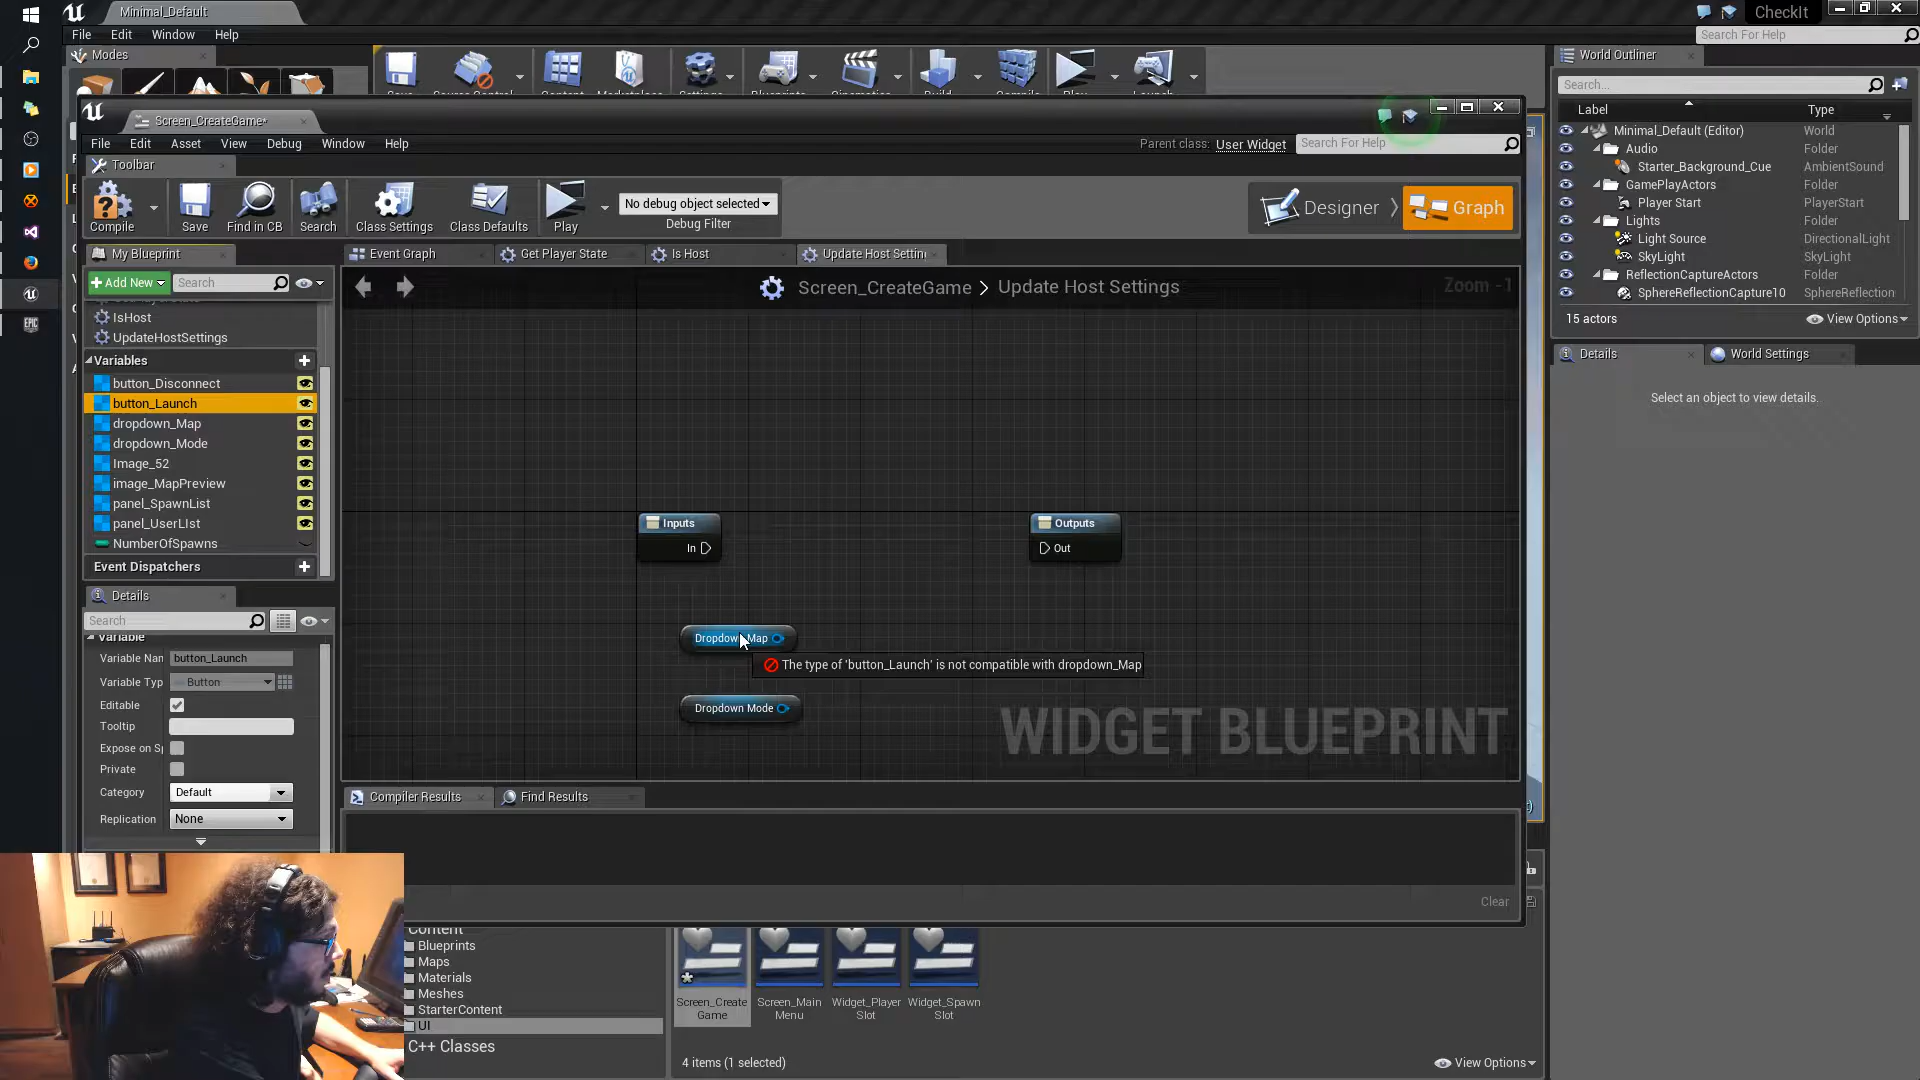 Minimal_Default
CheckIt
File Edit Window Help
Search For Help
Modes
World Outliner
Search...
Label Type
Minimal_Default (Editor) World
Audio Folder
Starter_Background_Cue AmbientSound
GamePlayActors Folder
Player Start PlayerStart
Lights Folder
Light Source DirectionalLight
SkyLight SkyLight
ReflectionCaptureActors Folder
SphereReflectionCapture10 SphereReflection
15 actors View Options
Details World Settings
Select an object to view details.
Screen_CreateGame*
File Edit Asset View Debug Window Help
Parent class: User Widget Search For Help
Toolbar
Compile Save Find in CB Search Class Settings Class Defaults Play
No debug object selected
Debug Filter
Designer Graph
My Blueprint
Event Graph Get Player State Is Host Update Host Settin
Add New Search
Screen_CreateGame > Update Host Settings
Zoom -1
IsHost
UpdateHostSettings
Variables
button_Disconnect
button_Launch
dropdown_Map
dropdown_Mode
Image_52
image_MapPreview
panel_SpawnList
panel_UserLIst
NumberOfSpawns
Event Dispatchers
Inputs
In
Outputs
Out
Dropdown Map
The type of 'button_Launch' is not compatible with dropdown_Map
Dropdown Mode
WIDGET BLUEPRINT
Details
Search
Variable
Variable Nam button_Launch
Variable Typ Button
Editable
Tooltip
Expose on Sp
Private
Category Default
Replication None
Compiler Results Find Results
Clear
Content
Blueprints
Maps
Materials
Meshes
StarterContent
UI
C++ Classes
Screen_Create
Game
Screen_Main
Menu
Widget_Player
Slot
Widget_Spawn
Slot
4 items (1 selected)
View Options
EPIC